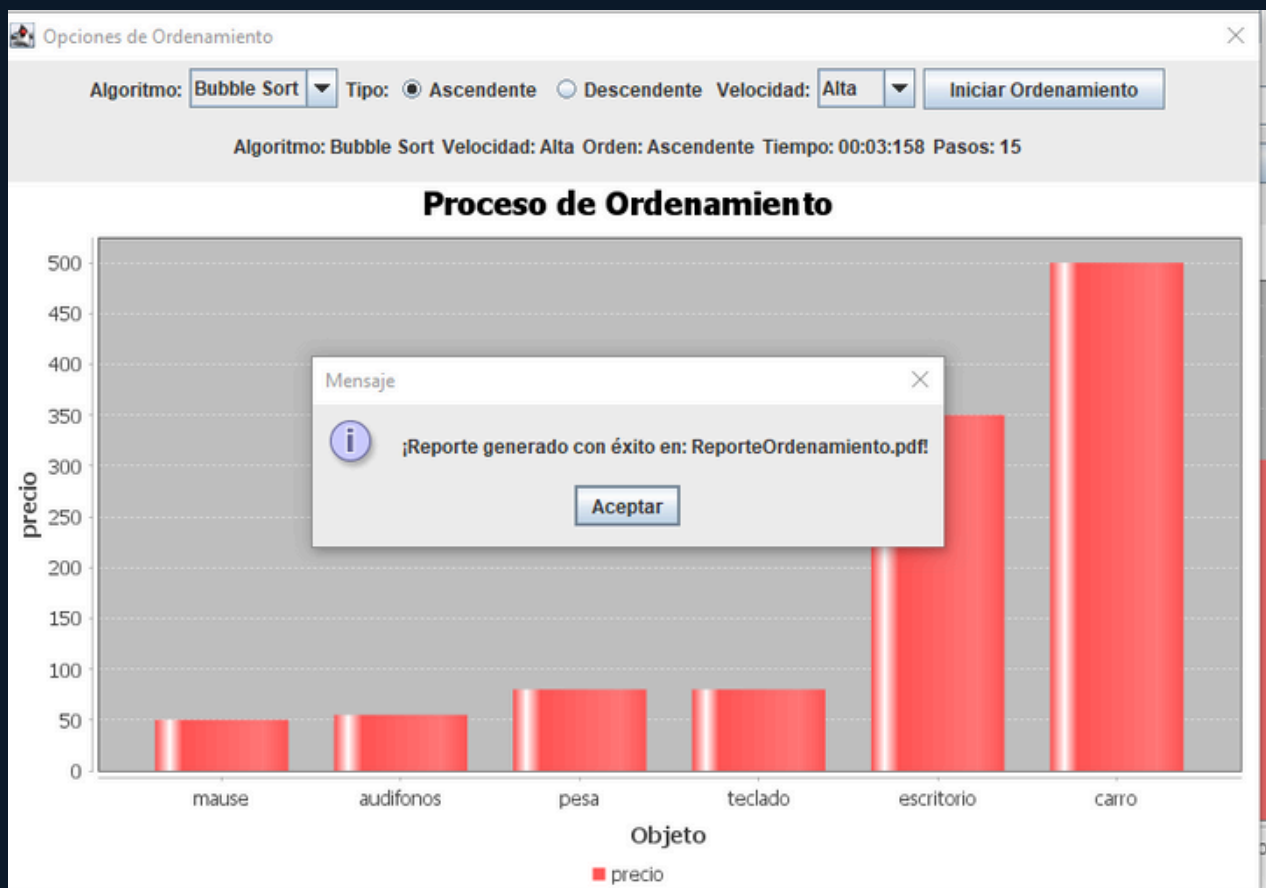 Opciones de Ordenamiento
Algoritmo: Bubble Sort Tipo: Ascendente Descendente Velocidad: Alta Iniciar Ordenamiento
Algoritmo: Bubble Sort Velocidad: Alta Orden: Ascendente Tiempo: 00:03:158 Pasos: 15
Proceso de Ordenamiento
500
450
400
350
300
250
200
150
100
50
0
precio
Mensaje
¡Reporte generado con éxito en: ReporteOrdenamiento.pdf!
Aceptar
mause audifonos pesa teclado escritorio carro
Objeto
precio